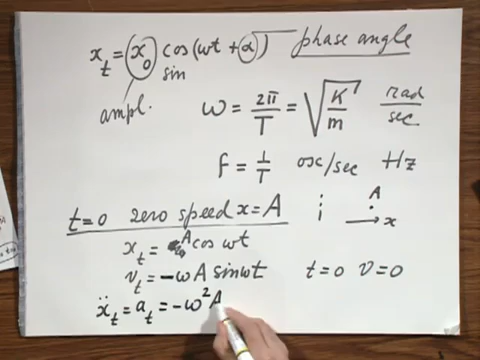 x_t = x_0 cos(ωt + α) phase angle
sin
ampl.
ω = 2π/T = √(K/m) rad/sec
f = 1/T osc/sec Hz
t=0 zero speed x=A i A
x
x_t = A cos ωt
v_t = -ωA sin ωt t=0 v=0
ẍ_t = a_t = -ω²A